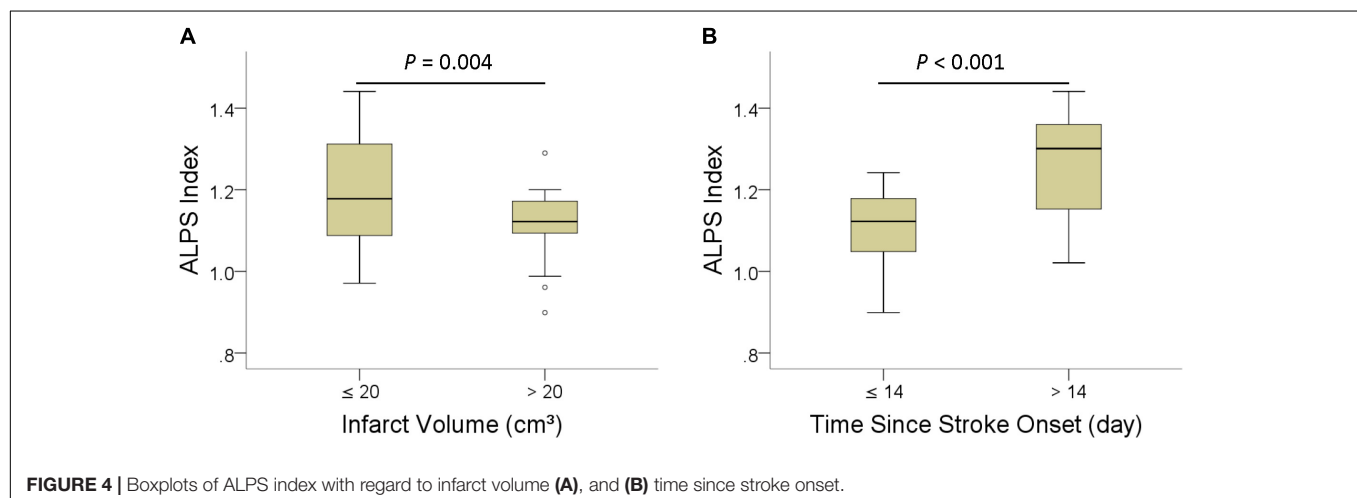 A
P = 0.004
ALPS Index
1.4
1.2
1.0
.8
≤ 20
> 20
Infarct Volume (cm³)
B
P < 0.001
ALPS Index
1.4
1.2
1.0
.8
≤ 14
> 14
Time Since Stroke Onset (day)
FIGURE 4 | Boxplots of ALPS index with regard to infarct volume (A), and (B) time since stroke onset.